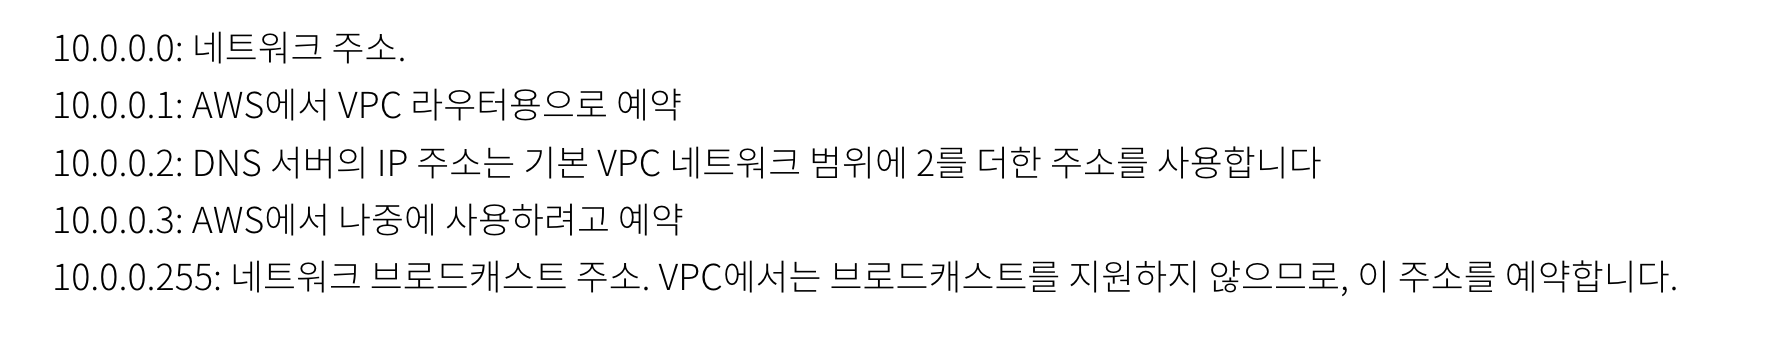 10.0.0.0: 네트워크 주소.
10.0.0.1: AWS에서 VPC 라우터용으로 예약
10.0.0.2: DNS 서버의 IP 주소는 기본 VPC 네트워크 범위에 2를 더한 주소를 사용합니다
10.0.0.3: AWS에서 나중에 사용하려고 예약
10.0.0.255: 네트워크 브로드캐스트 주소. VPC에서는 브로드캐스트를 지원하지 않으므로, 이 주소를 예약합니다.